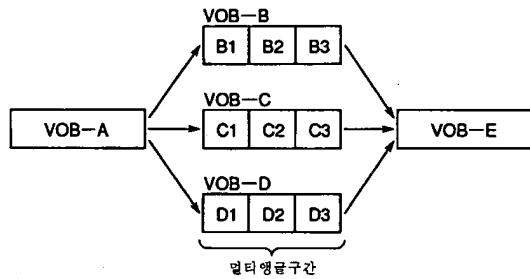 VOB-B
B1 B2 B3
VOB-C
VOB-A
C1 C2 C3
VOB-E
VOB-D
D1 D2 D3
멀티앵글구간